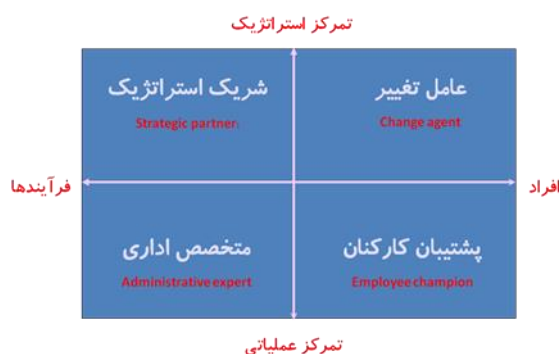 تمرکز استراتژیک
عامل تغییر
Change agent
شریک استراتژیک
Strategic partner
افراد
فرآیندها
پشتیبان کارکنان
Employee champion
متخصص اداری
Administrative expert
تمرکز عملیاتی